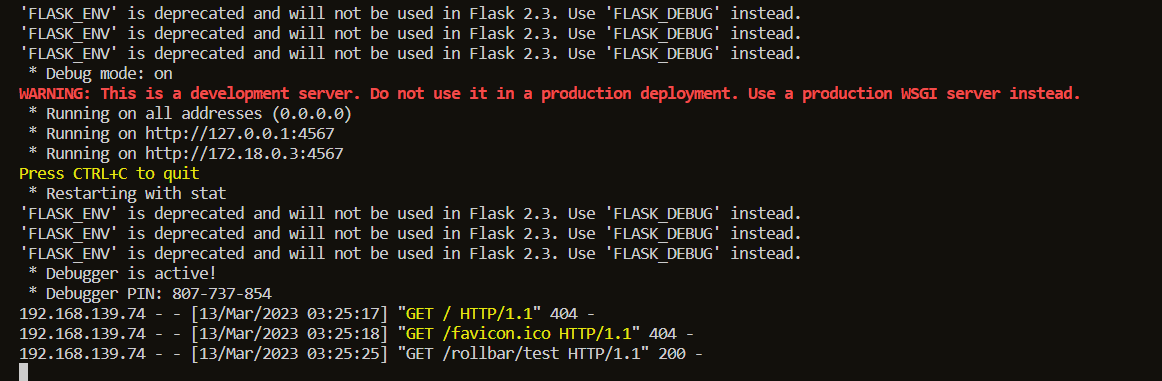 'FLASK_ENV' is deprecated and will not be used in Flask 2.3. Use 'FLASK_DEBUG' instead.
'FLASK_ENV' is deprecated and will not be used in Flask 2.3. Use 'FLASK_DEBUG' instead.
'FLASK_ENV' is deprecated and will not be used in Flask 2.3. Use 'FLASK_DEBUG' instead.
 * Debug mode: on
WARNING: This is a development server. Do not use it in a production deployment. Use a production WSGI server instead.
 * Running on all addresses (0.0.0.0)
 * Running on http://127.0.0.1:4567
 * Running on http://172.18.0.3:4567
Press CTRL+C to quit
 * Restarting with stat
'FLASK_ENV' is deprecated and will not be used in Flask 2.3. Use 'FLASK_DEBUG' instead.
'FLASK_ENV' is deprecated and will not be used in Flask 2.3. Use 'FLASK_DEBUG' instead.
'FLASK_ENV' is deprecated and will not be used in Flask 2.3. Use 'FLASK_DEBUG' instead.
 * Debugger is active!
 * Debugger PIN: 807-737-854
192.168.139.74 - - [13/Mar/2023 03:25:17] "GET / HTTP/1.1" 404 -
192.168.139.74 - - [13/Mar/2023 03:25:18] "GET /favicon.ico HTTP/1.1" 404 -
192.168.139.74 - - [13/Mar/2023 03:25:25] "GET /rollbar/test HTTP/1.1" 200 -